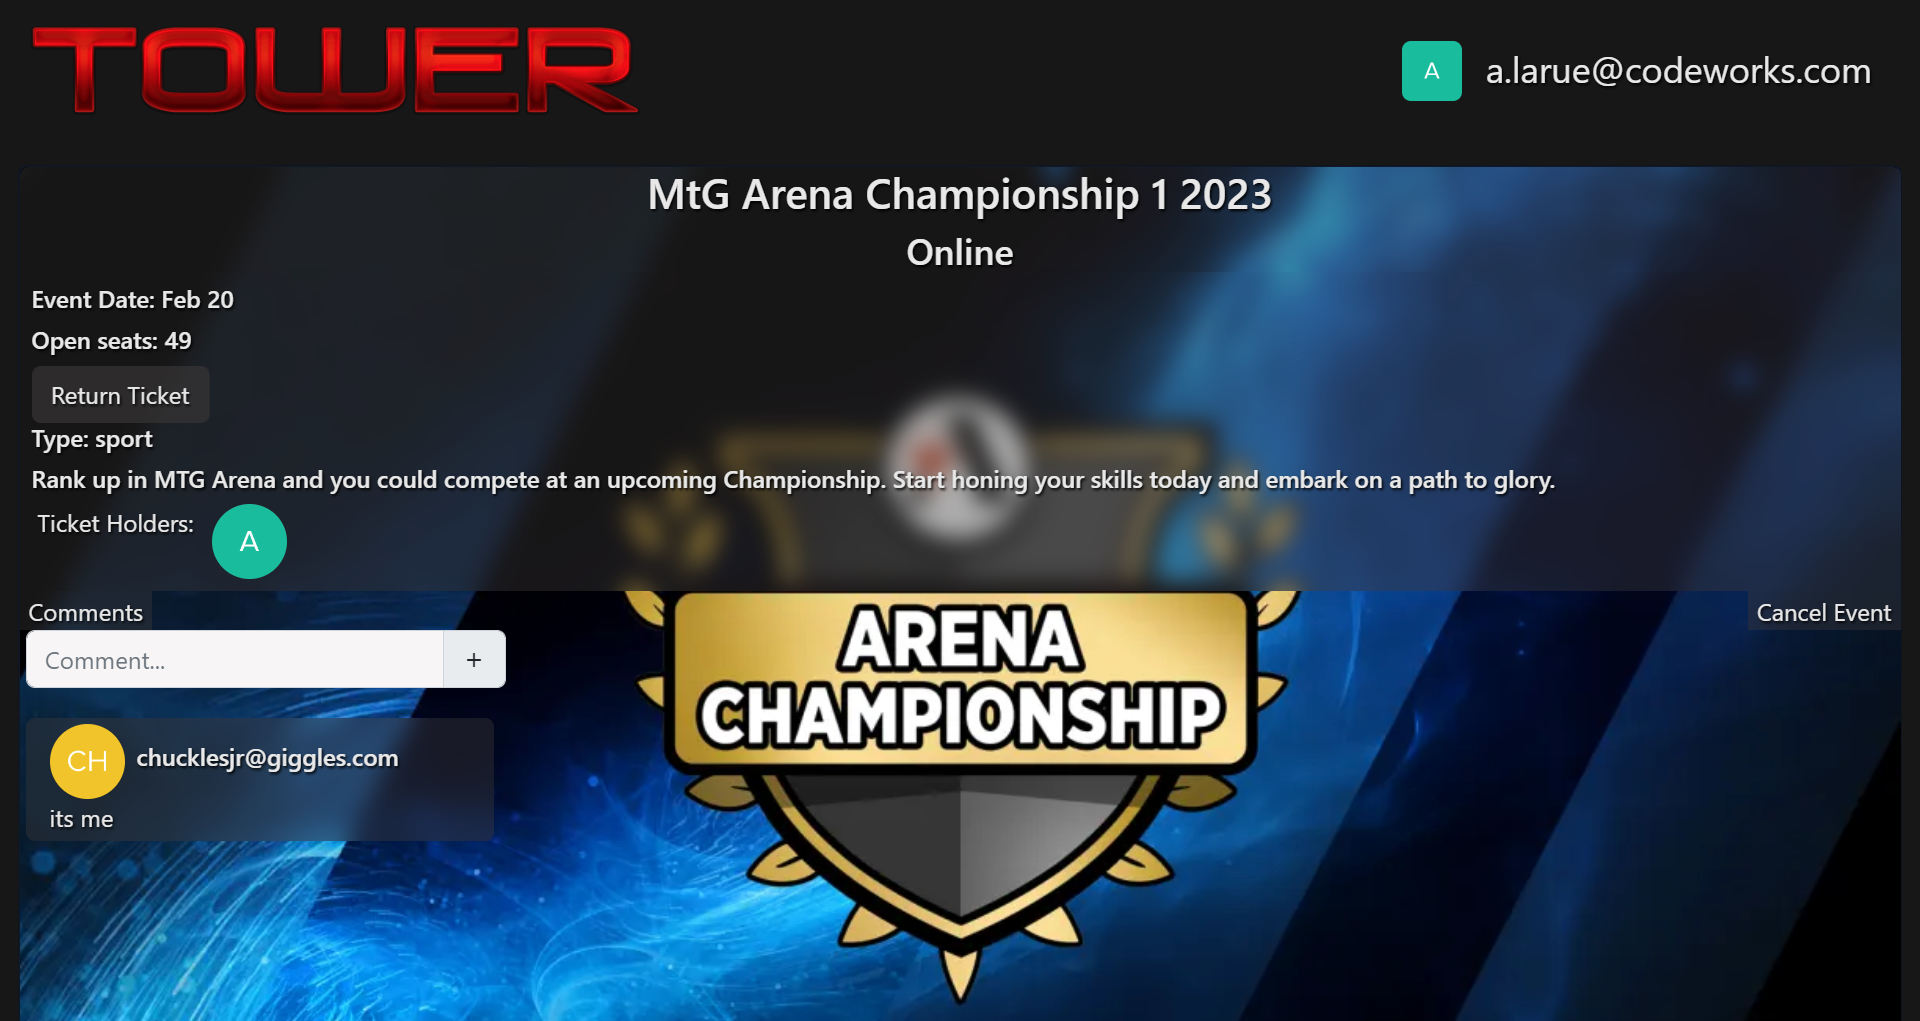 TOWER
A
a.larue@codeworks.com
MtG Arena Championship 1 2023
Online
Event Date: Feb 20
Open seats: 49
Return Ticket
Type: sport
Rank up in MTG Arena and you could compete at an upcoming Championship. Start honing your skills today and embark on a path to glory.
Ticket Holders:
A
Comments
Cancel Event
Comment...
+
ARENA
CHAMPIONSHIP
CH
chucklesjr@giggles.com
its me